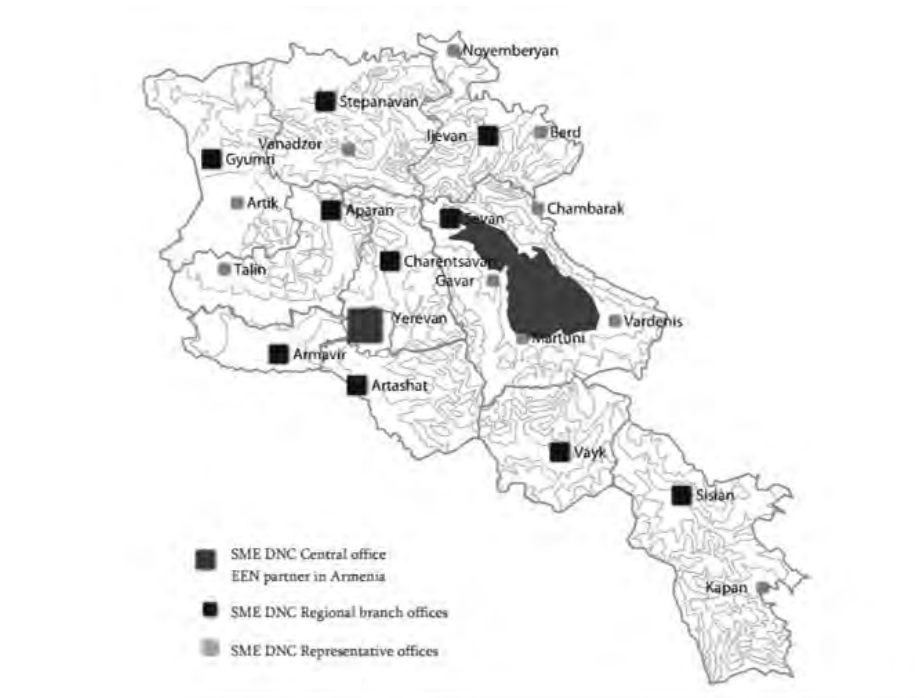 Noyemberyan
Stepanavan
Ijevan
Berd
Vanadzor
Gyumri
Artik
Aparan
Sevan
Chambarak
Charentsavan
Talin
Gavar
Yerevan
Vardenis
Martuni
Armavir
Artashat
Vayk
Sisian
Kapan
SME DNC Central office
EEN partner in Armenia
SME DNC Regional branch offices
SME DNC Representative offices